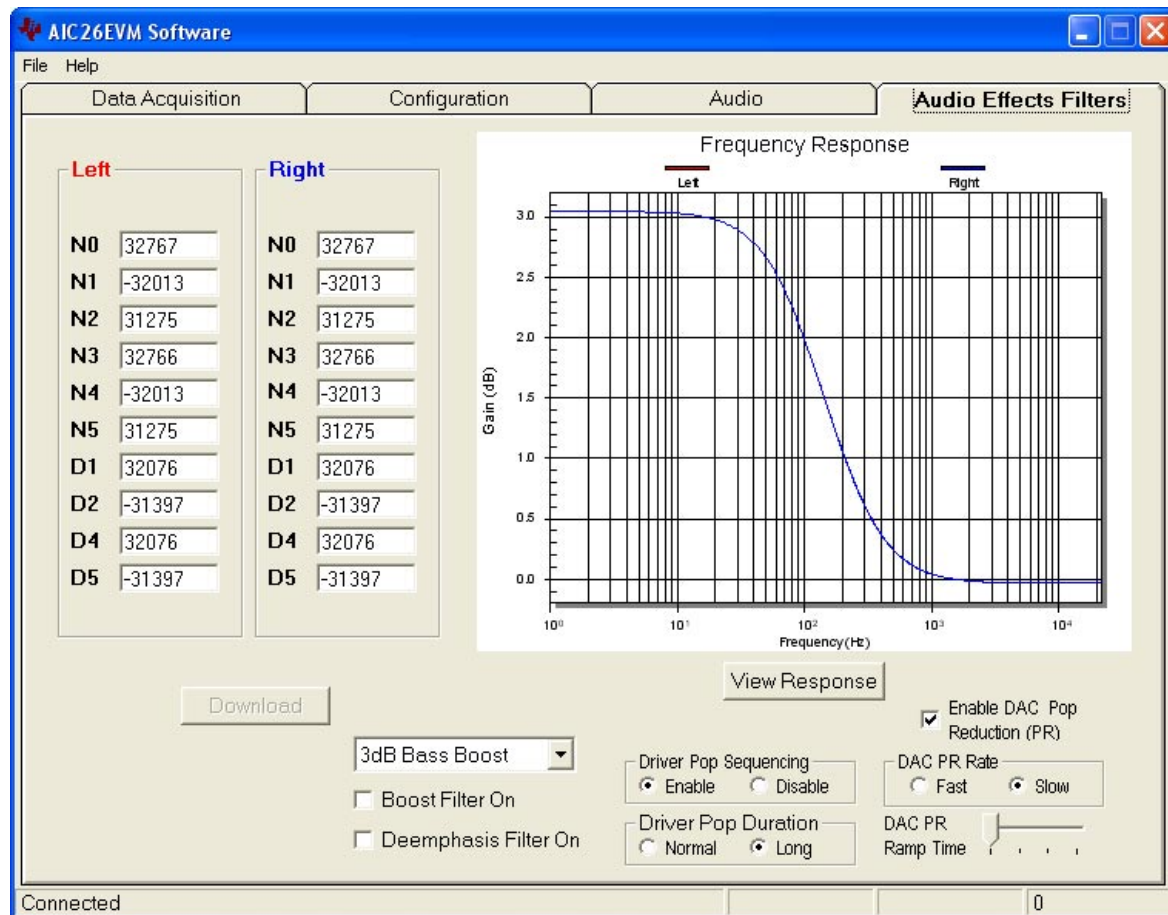 AIC26EVM Software
File Help
Data Acquisition Configuration Audio Audio Effects Filters
Left
N0 32767
N1 -32013
N2 31275
N3 32766
N4 -32013
N5 31275
D1 32076
D2 -31397
D4 32076
D5 -31397
Right
N0 32767
N1 -32013
N2 31275
N3 32766
N4 -32013
N5 31275
D1 32076
D2 -31397
D4 32076
D5 -31397
Frequency Response
Left Right
Gain (dB)
3.0
2.5
2.0
1.5
1.0
0.5
0.0
10⁰ 10¹ 10² 10³ 10⁴
Frequency (Hz)
View Response
Download
3dB Bass Boost
Boost Filter On
Deemphasis Filter On
Driver Pop Sequencing
Enable Disable
Driver Pop Duration
Normal Long
Enable DAC Pop
Reduction (PR)
DAC PR Rate
Fast Slow
DAC PR
Ramp Time
Connected 0